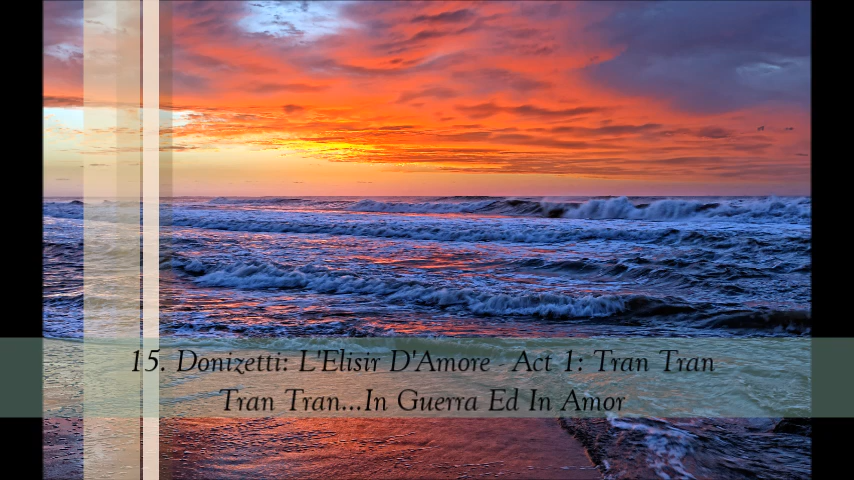 15. Donizetti: L'Elisir D'Amore - Act 1: Tran Tran
Tran Tran...In Guerra Ed In Amor